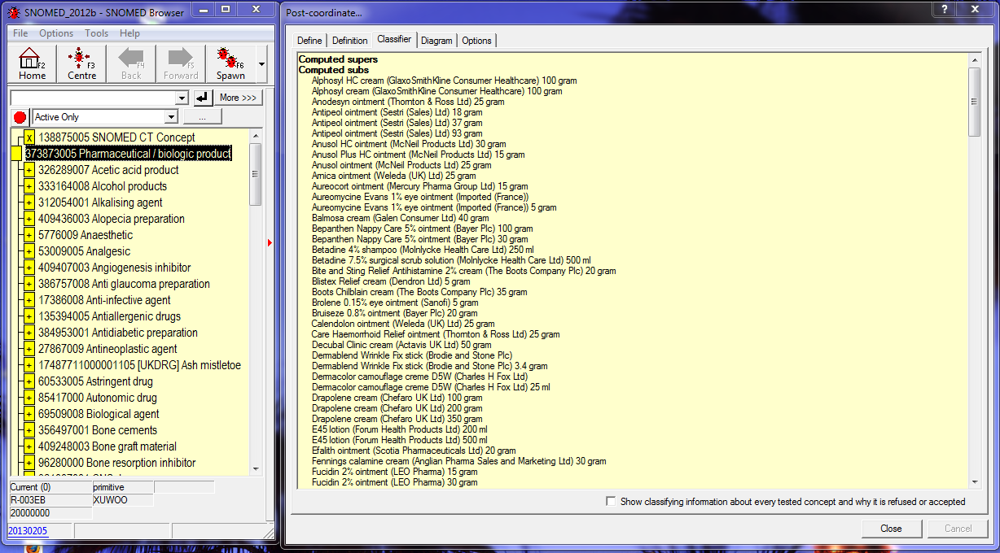 SNOMED_2012b - SNOMED Browser
File Options Tools Help
F2 F3 F4 F5 F6
Home Centre Back Forward Spawn
More >>>
Active Only ...
x 138875005 SNOMED CT Concept
373873005 Pharmaceutical / biologic product
+ 326289007 Acetic acid product
+ 333164008 Alcohol products
+ 312054001 Alkalising agent
+ 409436003 Alopecia preparation
+ 5776009 Anaesthetic
+ 53009005 Analgesic
+ 409407003 Angiogenesis inhibitor
+ 386757008 Anti glaucoma preparation
+ 17386008 Anti-infective agent
+ 135394005 Antiallergenic drugs
+ 384953001 Antidiabetic preparation
+ 27867009 Antineoplastic agent
+ 17487711000001105 [UKDRG] Ash mistletoe
+ 60533005 Astringent drug
+ 85417000 Autonomic drug
+ 69509008 Biological agent
+ 356497001 Bone cements
+ 409248003 Bone graft material
+ 96280000 Bone resorption inhibitor
Current (0) primitive
R-003EB XUWOO
20000000
20130205
Post-coordinate...
? X
Define Definition Classifier Diagram Options
Computed supers
Computed subs
Alphosyl HC cream (GlaxoSmithKline Consumer Healthcare) 100 gram
Alphosyl cream (GlaxoSmithKline Consumer Healthcare) 100 gram
Anodesyn ointment (Thornton & Ross Ltd) 25 gram
Antipeol ointment (Sestri (Sales) Ltd) 18 gram
Antipeol ointment (Sestri (Sales) Ltd) 37 gram
Antipeol ointment (Sestri (Sales) Ltd) 93 gram
Anusol HC ointment (McNeil Products Ltd) 30 gram
Anusol Plus HC ointment (McNeil Products Ltd) 15 gram
Anusol ointment (McNeil Products Ltd) 25 gram
Arnica ointment (Weleda (UK) Ltd) 25 gram
Aureocort ointment (Mercury Pharma Group Ltd) 15 gram
Aureomycine Evans 1% eye ointment (Imported (France))
Aureomycine Evans 1% eye ointment (Imported (France)) 5 gram
Balmosa cream (Galen Consumer Ltd) 40 gram
Bepanthen Nappy Care 5% ointment (Bayer Plc) 100 gram
Bepanthen Nappy Care 5% ointment (Bayer Plc) 30 gram
Betadine 4% shampoo (Molnlycke Health Care Ltd) 250 ml
Betadine 7.5% surgical scrub solution (Molnlycke Health Care Ltd) 500 ml
Bite and Sting Relief Antihistamine 2% cream (The Boots Company Plc) 20 gram
Blistex Relief cream (Dendron Ltd) 5 gram
Boots Chilblain cream (The Boots Company Plc) 35 gram
Brolene 0.15% eye ointment (Sanofi) 5 gram
Bruiseze 0.8% ointment (Bayer Plc) 20 gram
Calendolon ointment (Weleda (UK) Ltd) 25 gram
Care Haemorrhoid Relief ointment (Thornton & Ross Ltd) 25 gram
Decubal Clinic cream (Actavis UK Ltd) 50 gram
Dermablend Wrinkle Fix stick (Brodie and Stone Plc)
Dermablend Wrinkle Fix stick (Brodie and Stone Plc) 3.4 gram
Dermacolor camouflage creme D5W (Charles H Fox Ltd)
Dermacolor camouflage creme D5W (Charles H Fox Ltd) 25 ml
Drapolene cream (Chefaro UK Ltd) 100 gram
Drapolene cream (Chefaro UK Ltd) 200 gram
Drapolene cream (Chefaro UK Ltd) 350 gram
E45 lotion (Forum Health Products Ltd) 200 ml
E45 lotion (Forum Health Products Ltd) 500 ml
Efalith ointment (Scotia Pharmaceuticals Ltd) 20 gram
Fennings calamine cream (Anglian Pharma Sales and Marketing Ltd) 30 gram
Fucidin 2% ointment (LEO Pharma) 15 gram
Fucidin 2% ointment (LEO Pharma) 30 gram
Show classifying information about every tested concept and why it is refused or accepted
Close Cancel